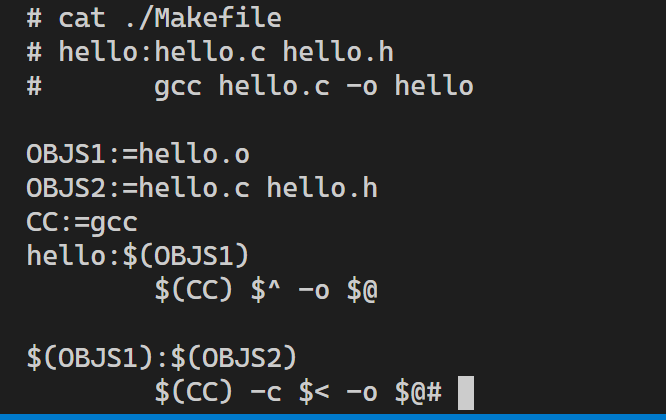 # cat ./Makefile
# hello:hello.c hello.h
#       gcc hello.c -o hello

OBJS1:=hello.o
OBJS2:=hello.c hello.h
CC:=gcc
hello:$(OBJS1)
        $(CC) $^ -o $@

$(OBJS1):$(OBJS2)
        $(CC) -c $< -o $@#